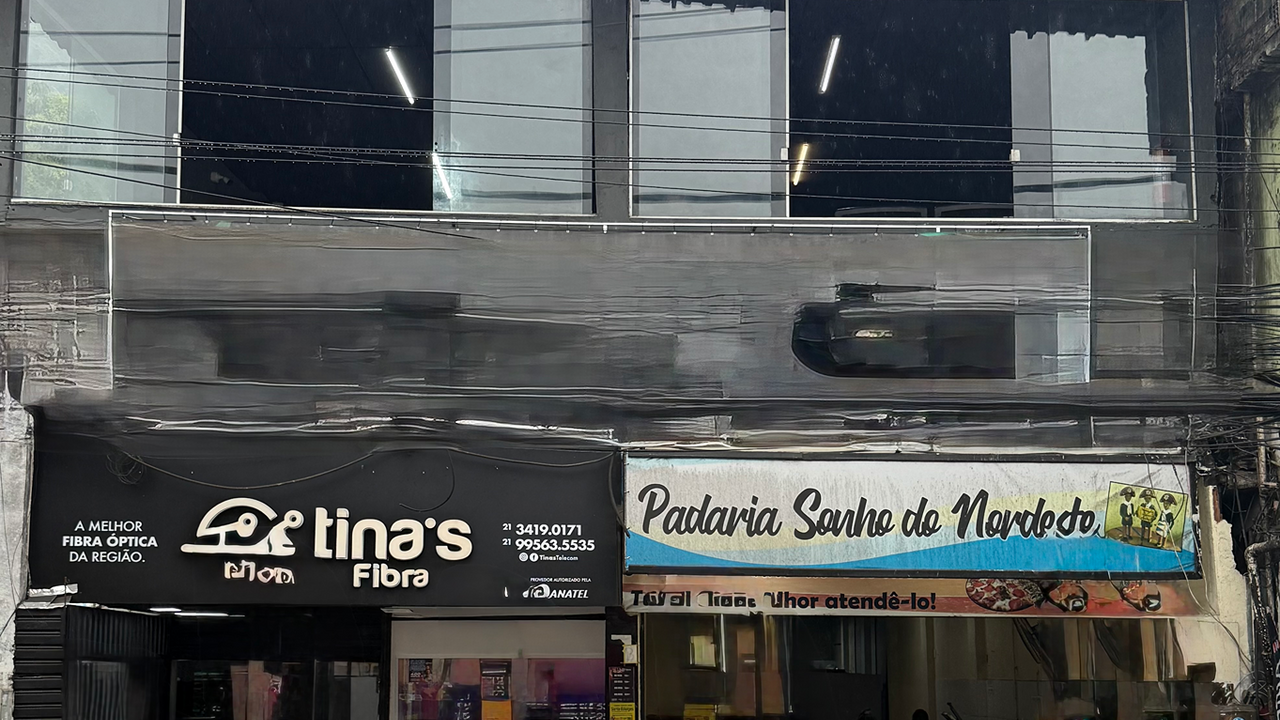 A MELHOR
FIBRA ÓPTICA
DA REGIÃO.
tina's
Fibra
21 3419.0171
21 99563.5535
TinasTelecom
PROVEDOR AUTORIZADO PELA
ANATEL
Padaria Sonho do Nordeste
atendê-lo!